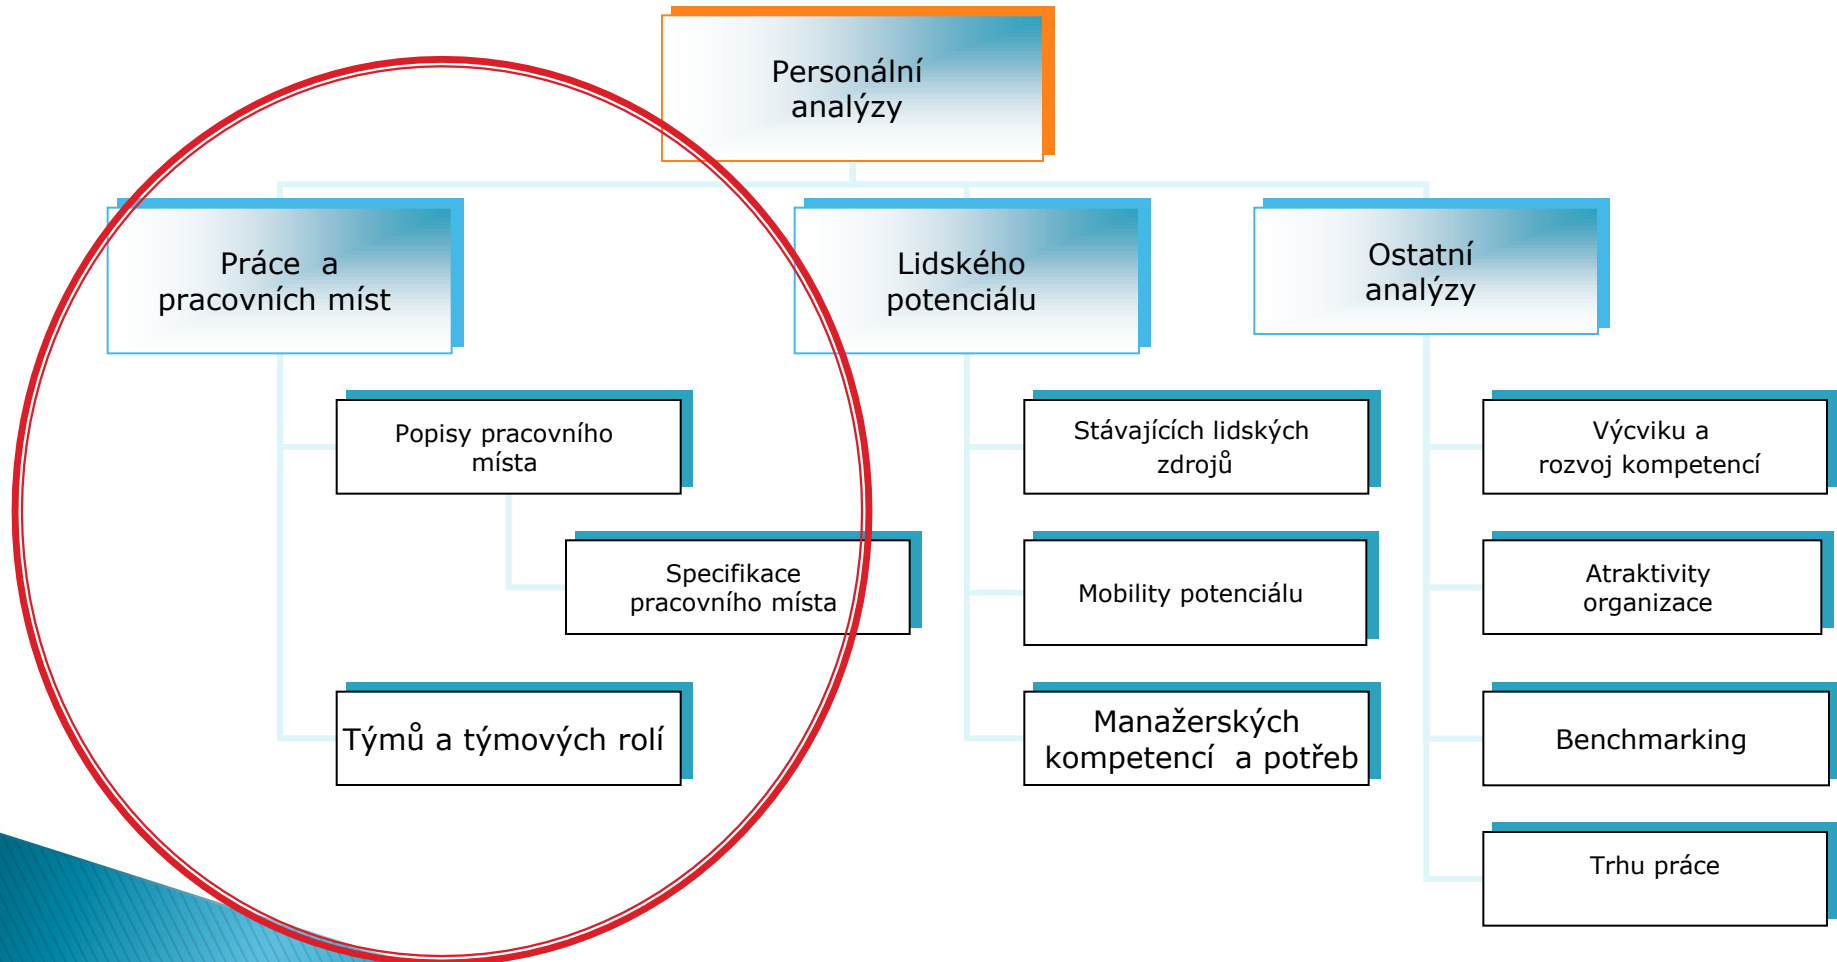 Personální
analýzy
Práce  a
pracovních míst
Lidského
potenciálu
Ostatní
analýzy
Popisy pracovního
místa
Specifikace
pracovního místa
Týmů a týmových rolí
Stávajících lidských
zdrojů
Mobility potenciálu
Manažerských
kompetencí  a potřeb
Výcviku a
rozvoj kompetencí
Atraktivity
organizace
Benchmarking
Trhu práce